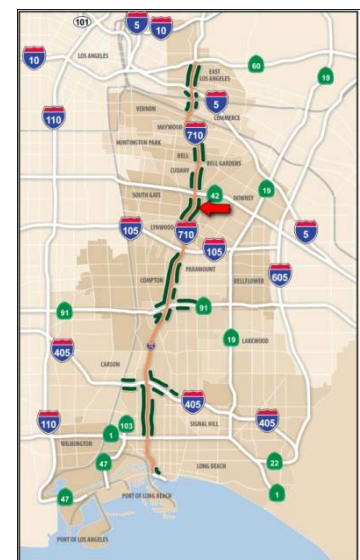 101
5
10
LOS ANGELES
10
5
EAST
LOS ANGELES
60
19
VERNON
5
COMMERCE
110
MAYWOOD
710
HUNTINGTON PARK
BELL
BELL GARDENS
CUDAHY
SOUTH GATE
42
DOWNEY
19
105
LYNWOOD
710
105
5
PARAMOUNT
COMPTON
BELLFLOWER
605
91
91
405
19
LAKEWOOD
CARSON
405
110
103
1
SIGNAL HILL
405
WILMINGTON
47
LONG BEACH
22
1
47
PORT OF LONG BEACH
PORT OF LOS ANGELES